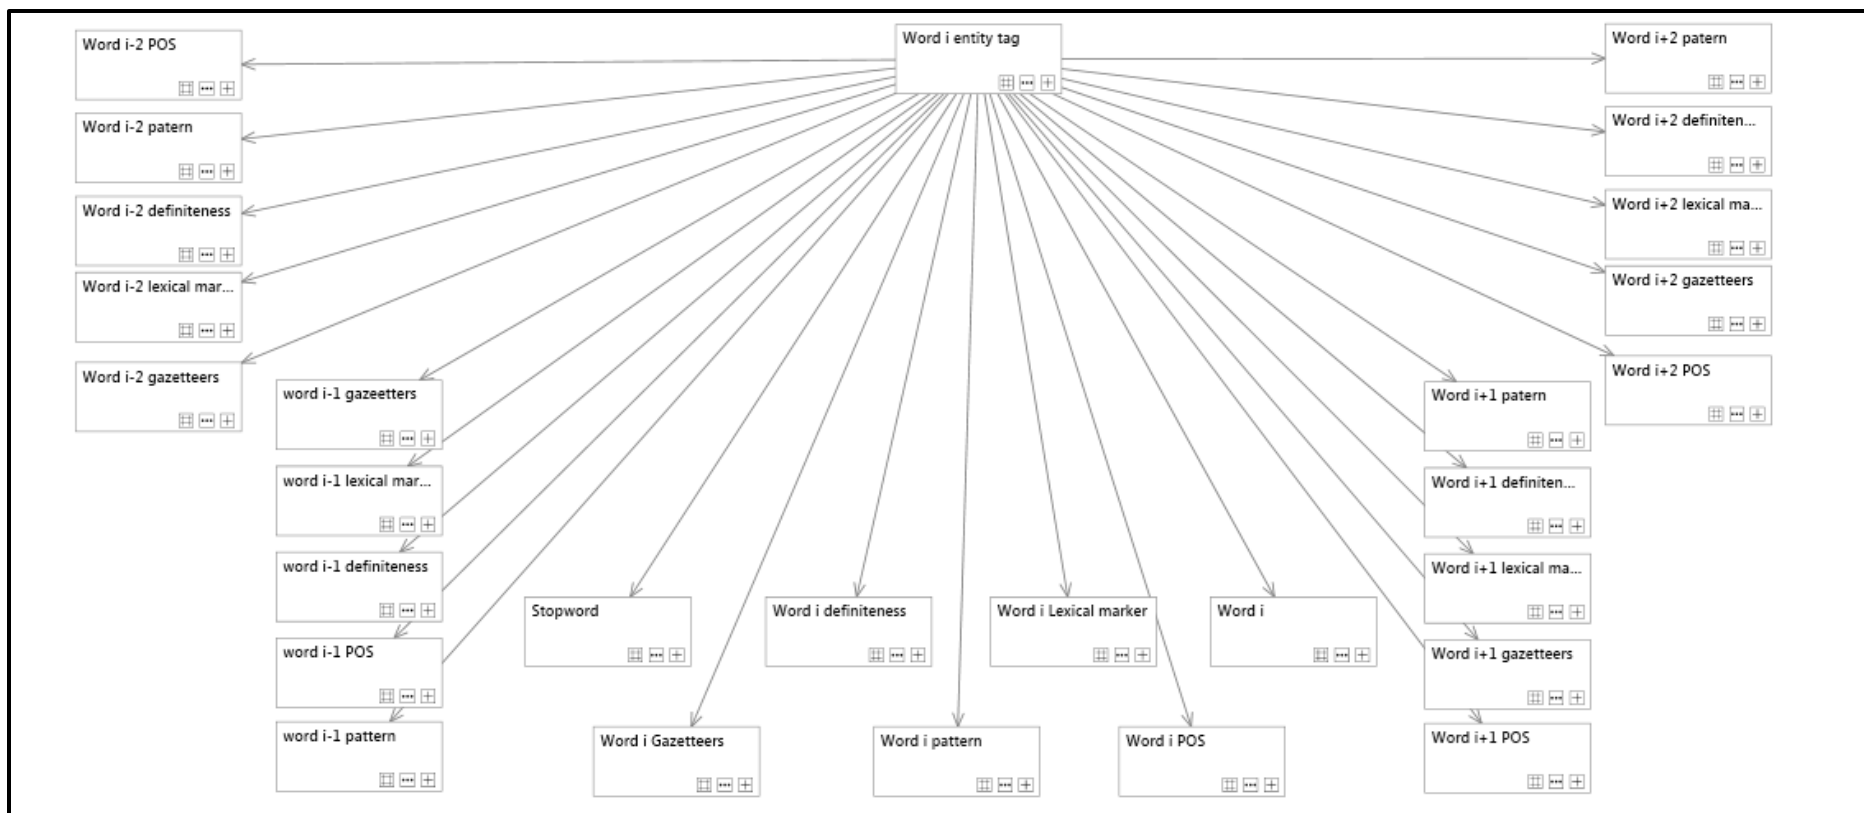 Word i-2 POS
Word i entity tag
Word i+2 patern
Word i-2 patern
Word i+2 definiten...
Word i-2 definiteness
Word i+2 lexical ma...
Word i-2 lexical mar...
Word i+2 gazetteers
Word i-2 gazetteers
Word i+2 POS
word i-1 gazeetters
Word i+1 patern
word i-1 lexical mar...
Word i+1 definiten...
word i-1 definiteness
Word i+1 lexical ma...
Stopword
Word i definiteness
Word i Lexical marker
Word i
word i-1 POS
Word i+1 gazetteers
word i-1 pattern
Word i Gazetteers
Word i pattern
Word i POS
Word i+1 POS